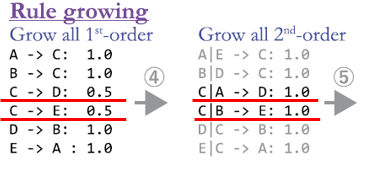 Rule growing
Grow all 1st-order
A -> C: 1.0
B -> C: 1.0
C -> D: 0.5
C -> E: 0.5
D -> B: 1.0
E -> A : 1.0
④
Grow all 2nd-order
A|E -> C: 1.0
B|D -> C: 1.0
C|A -> D: 1.0
C|B -> E: 1.0
D|C -> B: 1.0
E|C -> A: 1.0
⑤